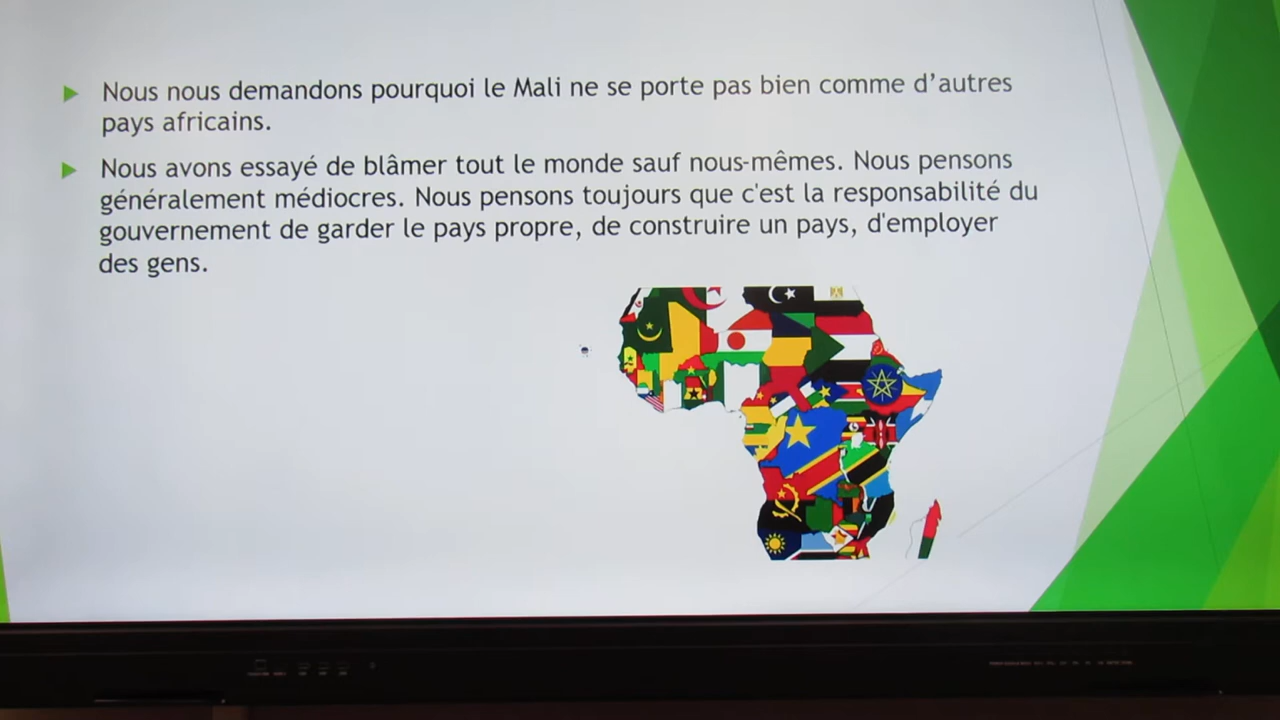 Nous nous demandons pourquoi le Mali ne se porte pas bien comme d’autres
pays africains.
Nous avons essayé de blâmer tout le monde sauf nous-mêmes. Nous pensons
généralement médiocres. Nous pensons toujours que c'est la responsabilité du
gouvernement de garder le pays propre, de construire un pays, d'employer
des gens.